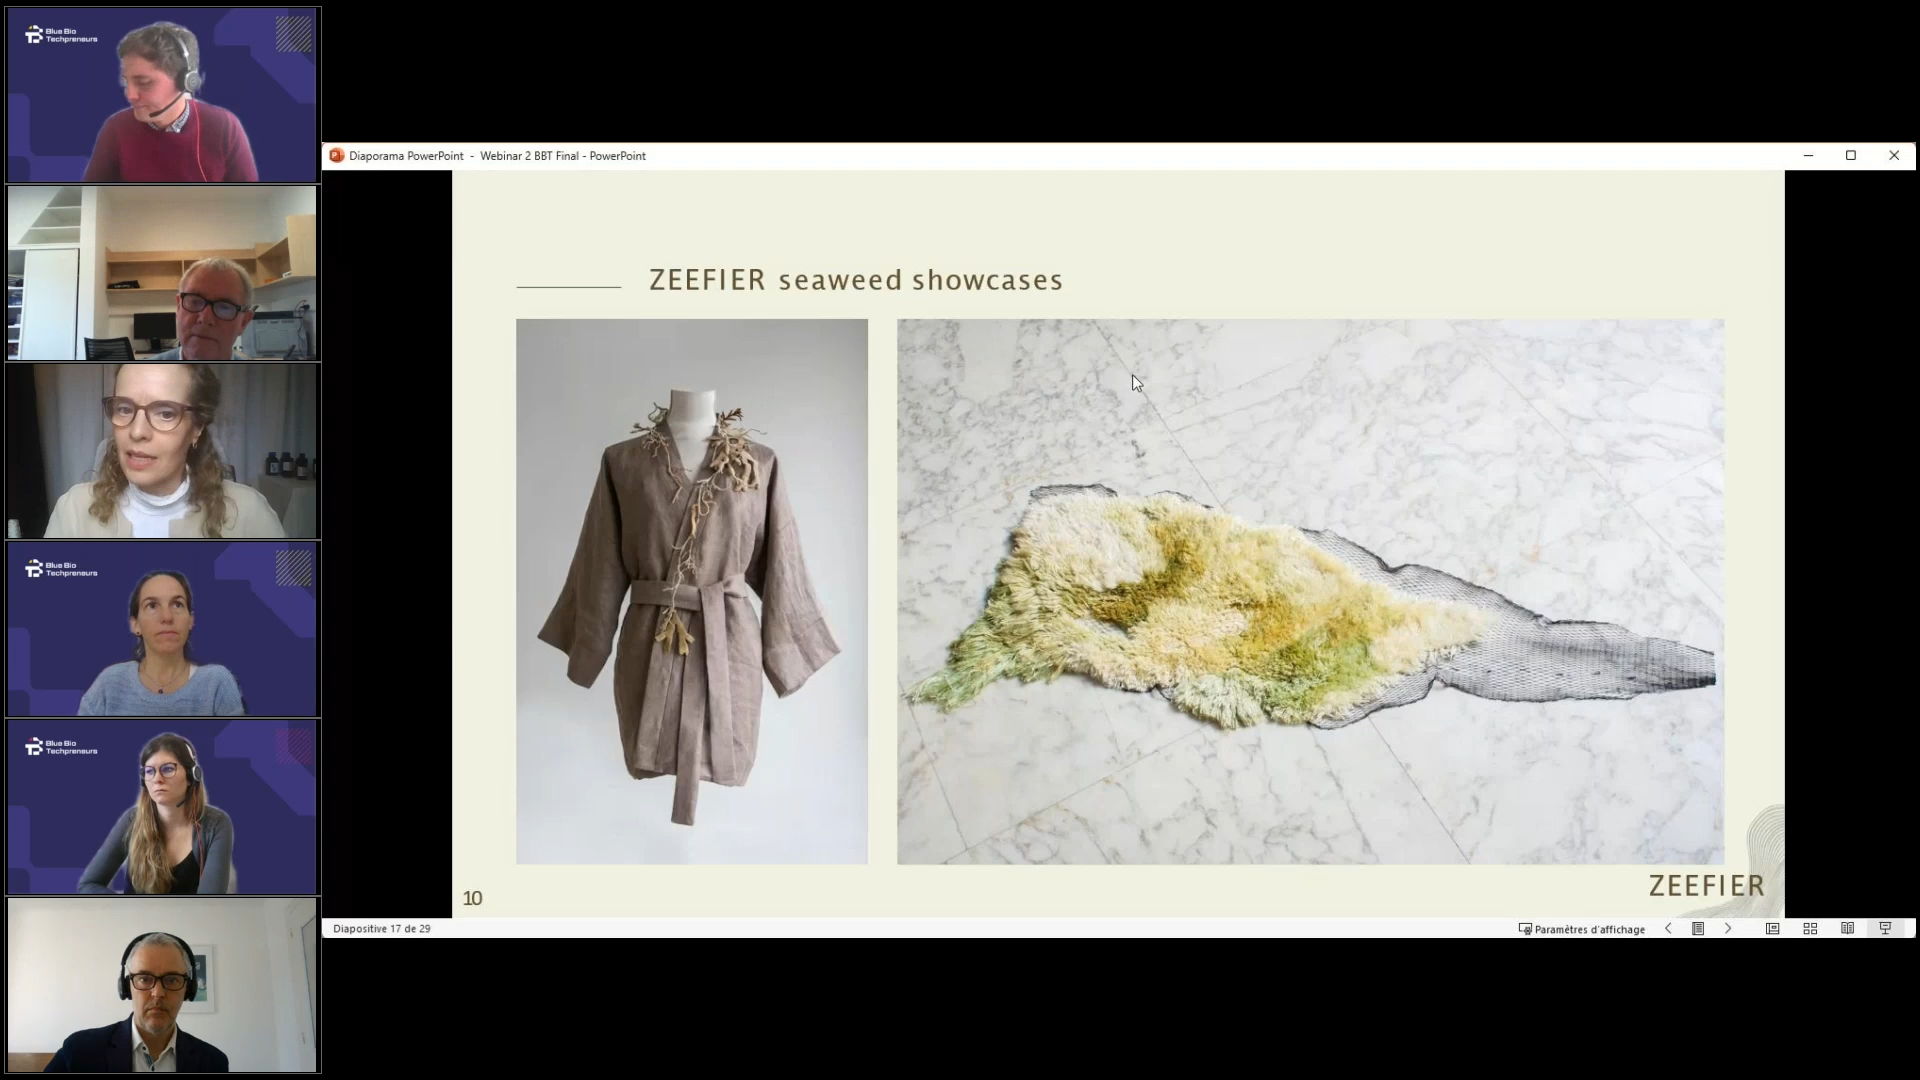 Blue Bio
Techpreneurs
Blue Bio
Techpreneurs
Blue Bio
Techpreneurs
Diaporama PowerPoint - Webinar 2 BBT Final - PowerPoint
ZEEFIER seaweed showcases
10
ZEEFIER
Diapositive 17 de 29
Paramètres d'affichage